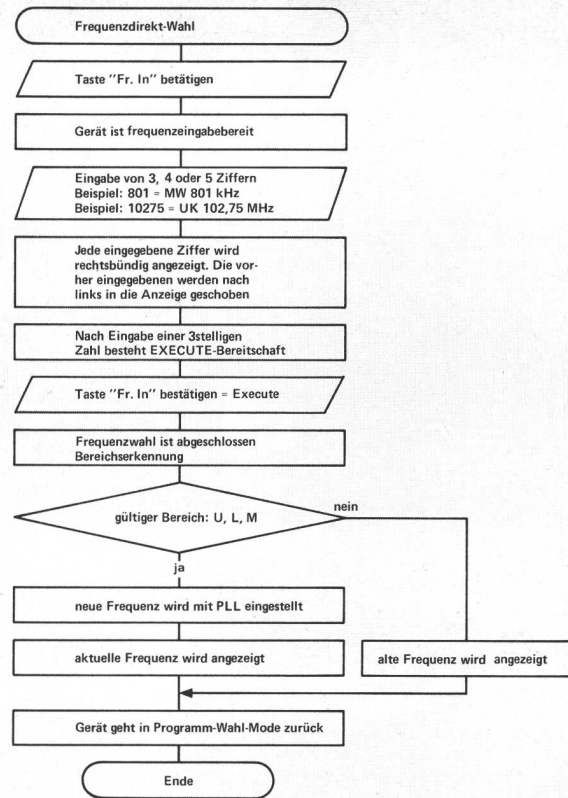 Frequenzdirekt-Wahl
Taste "Fr. In" betätigen
Gerät ist frequenzeingabebereit
Eingabe von 3, 4 oder 5 Ziffern
Beispiel: 801 = MW 801 kHz
Beispiel: 10275 = UK 102,75 MHz
Jede eingegebene Ziffer wird
rechtsbündig angezeigt. Die vor-
her eingegebenen werden nach
links in die Anzeige geschoben
Nach Eingabe einer 3stelligen
Zahl besteht EXECUTE-Bereitschaft
Taste "Fr. In" bestätigen = Execute
Frequenzwahl ist abgeschlossen
Bereichserkennung
gültiger Bereich: U, L, M
nein
ja
neue Frequenz wird mit PLL eingestellt
aktuelle Frequenz wird angezeigt
alte Frequenz wird angezeigt
Gerät geht in Programm-Wahl-Mode zurück
Ende